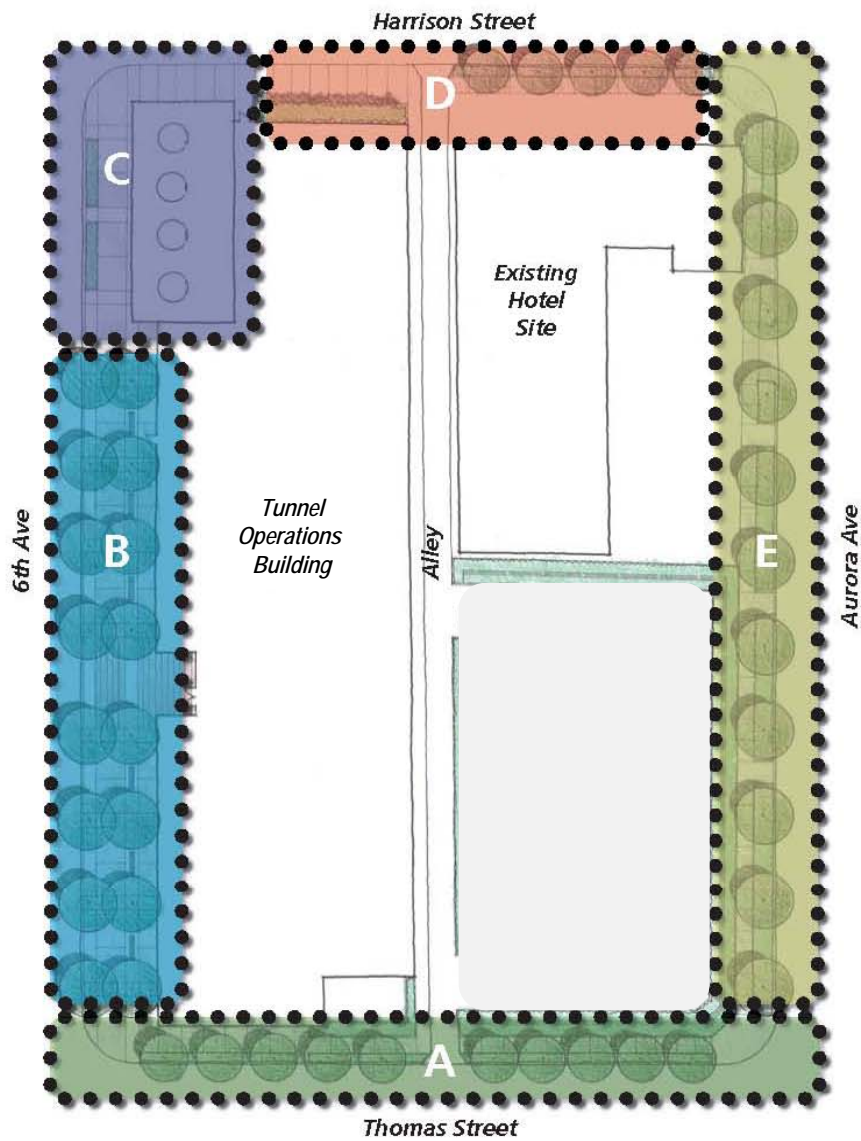 Harrison Street
D
C
Existing
Hotel
Site
6th Ave
B
Tunnel
Operations
Building
Alley
E
Aurora Ave
A
Thomas Street